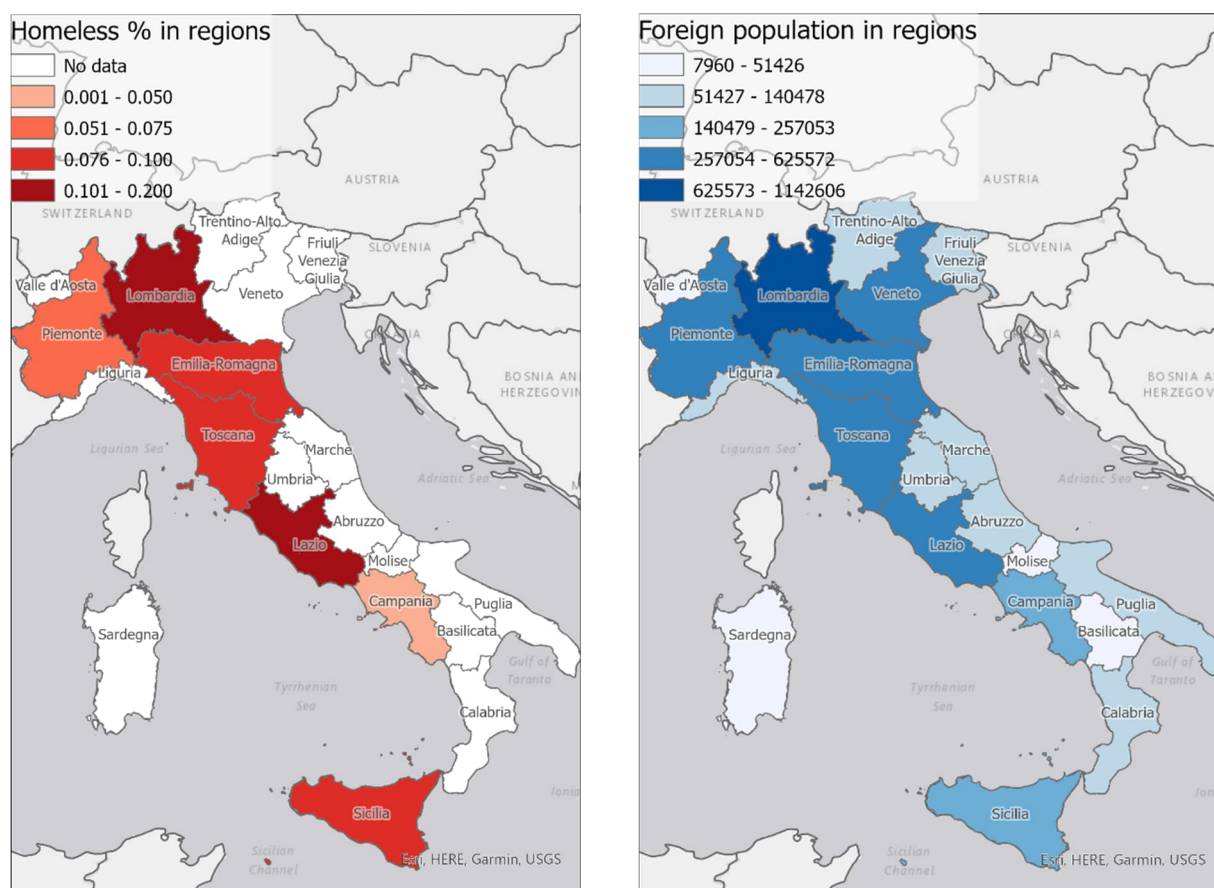 Homeless % in regions
No data
0.001 - 0.050
0.051 - 0.075
0.076 - 0.100
0.101 - 0.200
AUSTRIA
SWITZERLAND
Trentino-Alto
Adige
Friuli
Venezia
Giulia
SLOVENIA
Valle d'Aosta
Lombardia
Veneto
Piemonte
Emilia-Romagna
Liguria
BOSNIA AN
HERZEGOVIN
Toscana
Ligurian Sea
Marche
Umbria
Adriatic Sea
M
Abruzzo
Lazio
Molise
Campania
Puglia
Basilicata
Sardegna
Gulf of
Taranto
Tyrrhenian
Sea
Calabria
Ionia
Sicilia
Sicilian
Channel
Esri, HERE, Garmin, USGS
Foreign population in regions
7960 - 51426
51427 - 140478
140479 - 257053
257054 - 625572
625573 - 1142606
AUSTRIA
SWITZERLAND
Trentino-Alto
Adige
Friuli
Venezia
Giulia
SLOVENIA
Valle d'Aosta
Lombardia
Veneto
Piemonte
Emilia-Romagna
Liguria
BOSNIA AN
HERZEGOVIN
Toscana
Ligurian Sea
Marche
Umbria
Adriatic Sea
M
Abruzzo
Lazio
Molise
Campania
Puglia
Basilicata
Sardegna
Gulf of
Taranto
Tyrrhenian
Sea
Calabria
Ionia
Sicilia
Sicilian
Channel
Esri, HERE, Garmin, USGS